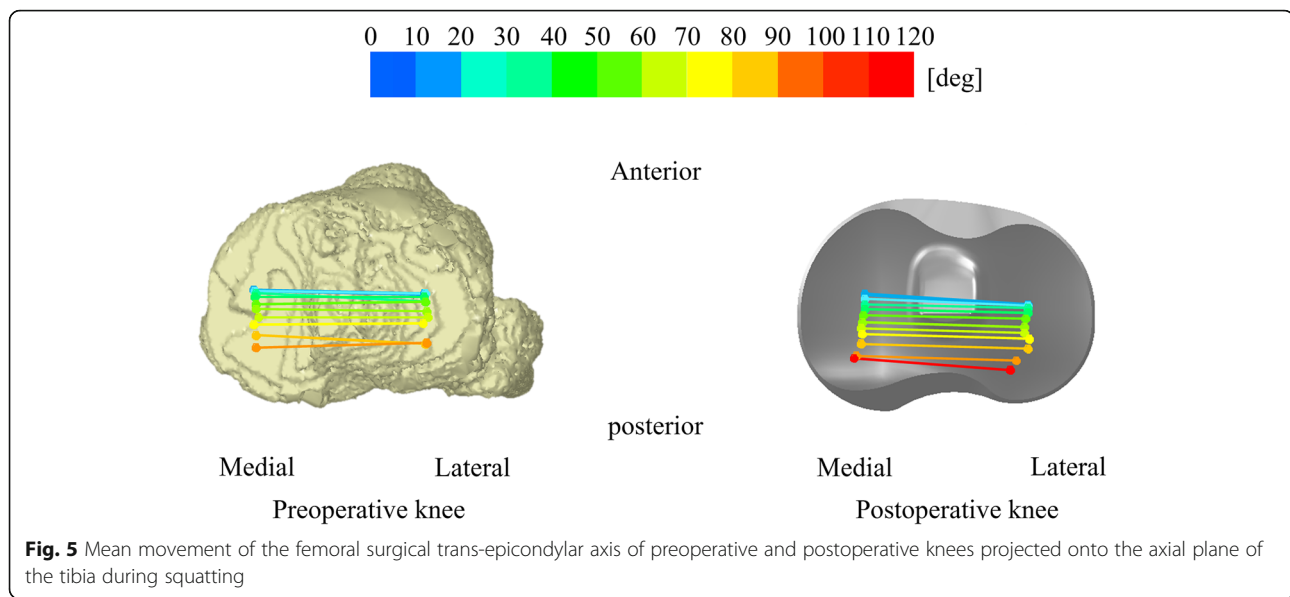 0 10 20 30 40 50 60 70 80 90 100 110 120
[deg]
Anterior
posterior
Medial Lateral Medial Lateral
Preoperative knee Postoperative knee
Fig. 5 Mean movement of the femoral surgical trans-epicondylar axis of preoperative and postoperative knees projected onto the axial plane of
the tibia during squatting